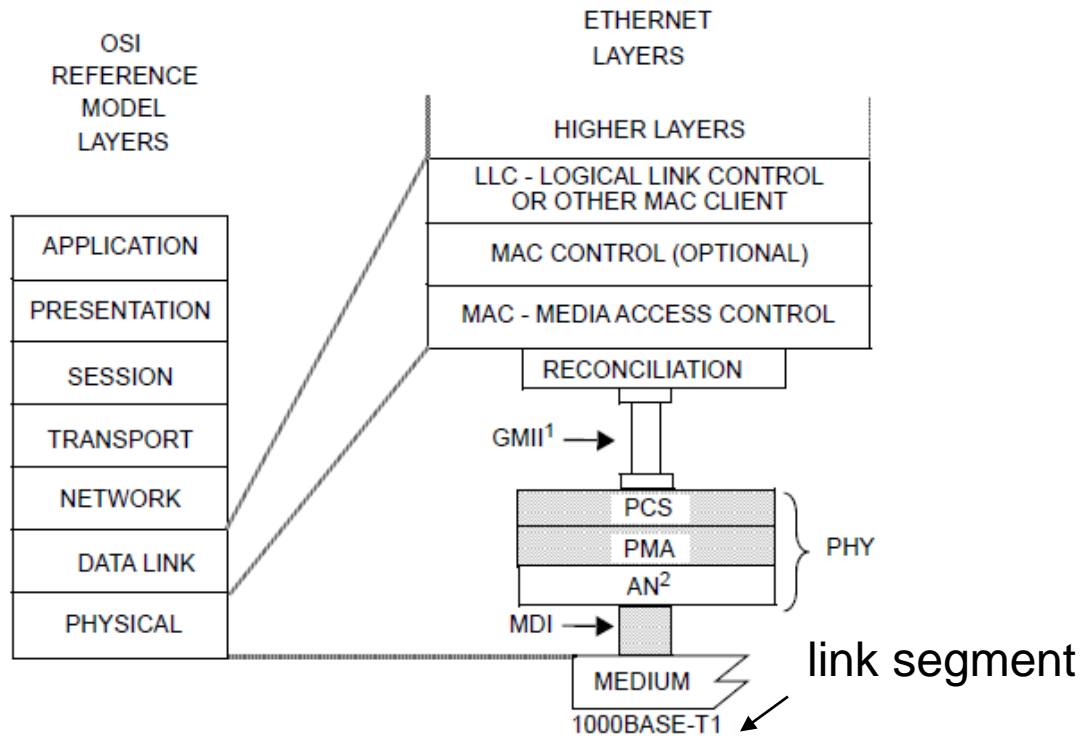 OSI
REFERENCE
MODEL
LAYERS
APPLICATION
PRESENTATION
SESSION
TRANSPORT
NETWORK
DATA LINK
PHYSICAL
ETHERNET
LAYERS
HIGHER LAYERS
LLC - LOGICAL LINK CONTROL
OR OTHER MAC CLIENT
MAC CONTROL (OPTIONAL)
MAC - MEDIA ACCESS CONTROL
RECONCILIATION
GMII¹
PCS
PMA
AN²
PHY
MDI
MEDIUM
1000BASE-T1
link segment